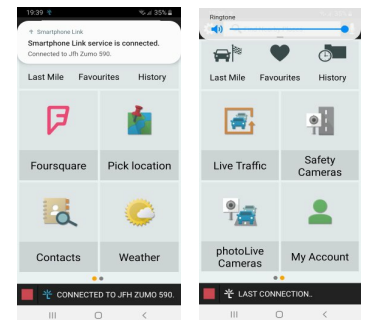 19:39
35%
Smartphone Link
Smartphone Link service is connected.
Connected to Jfh Zumo 590.
Last Mile Favourites History
Foursquare Pick location
Contacts Weather
CONNECTED TO JFH ZUMO 590.
Ringtone
Last Mile Favourites History
Live Traffic Safety
Cameras
photoLive
Cameras My Account
LAST CONNECTION..